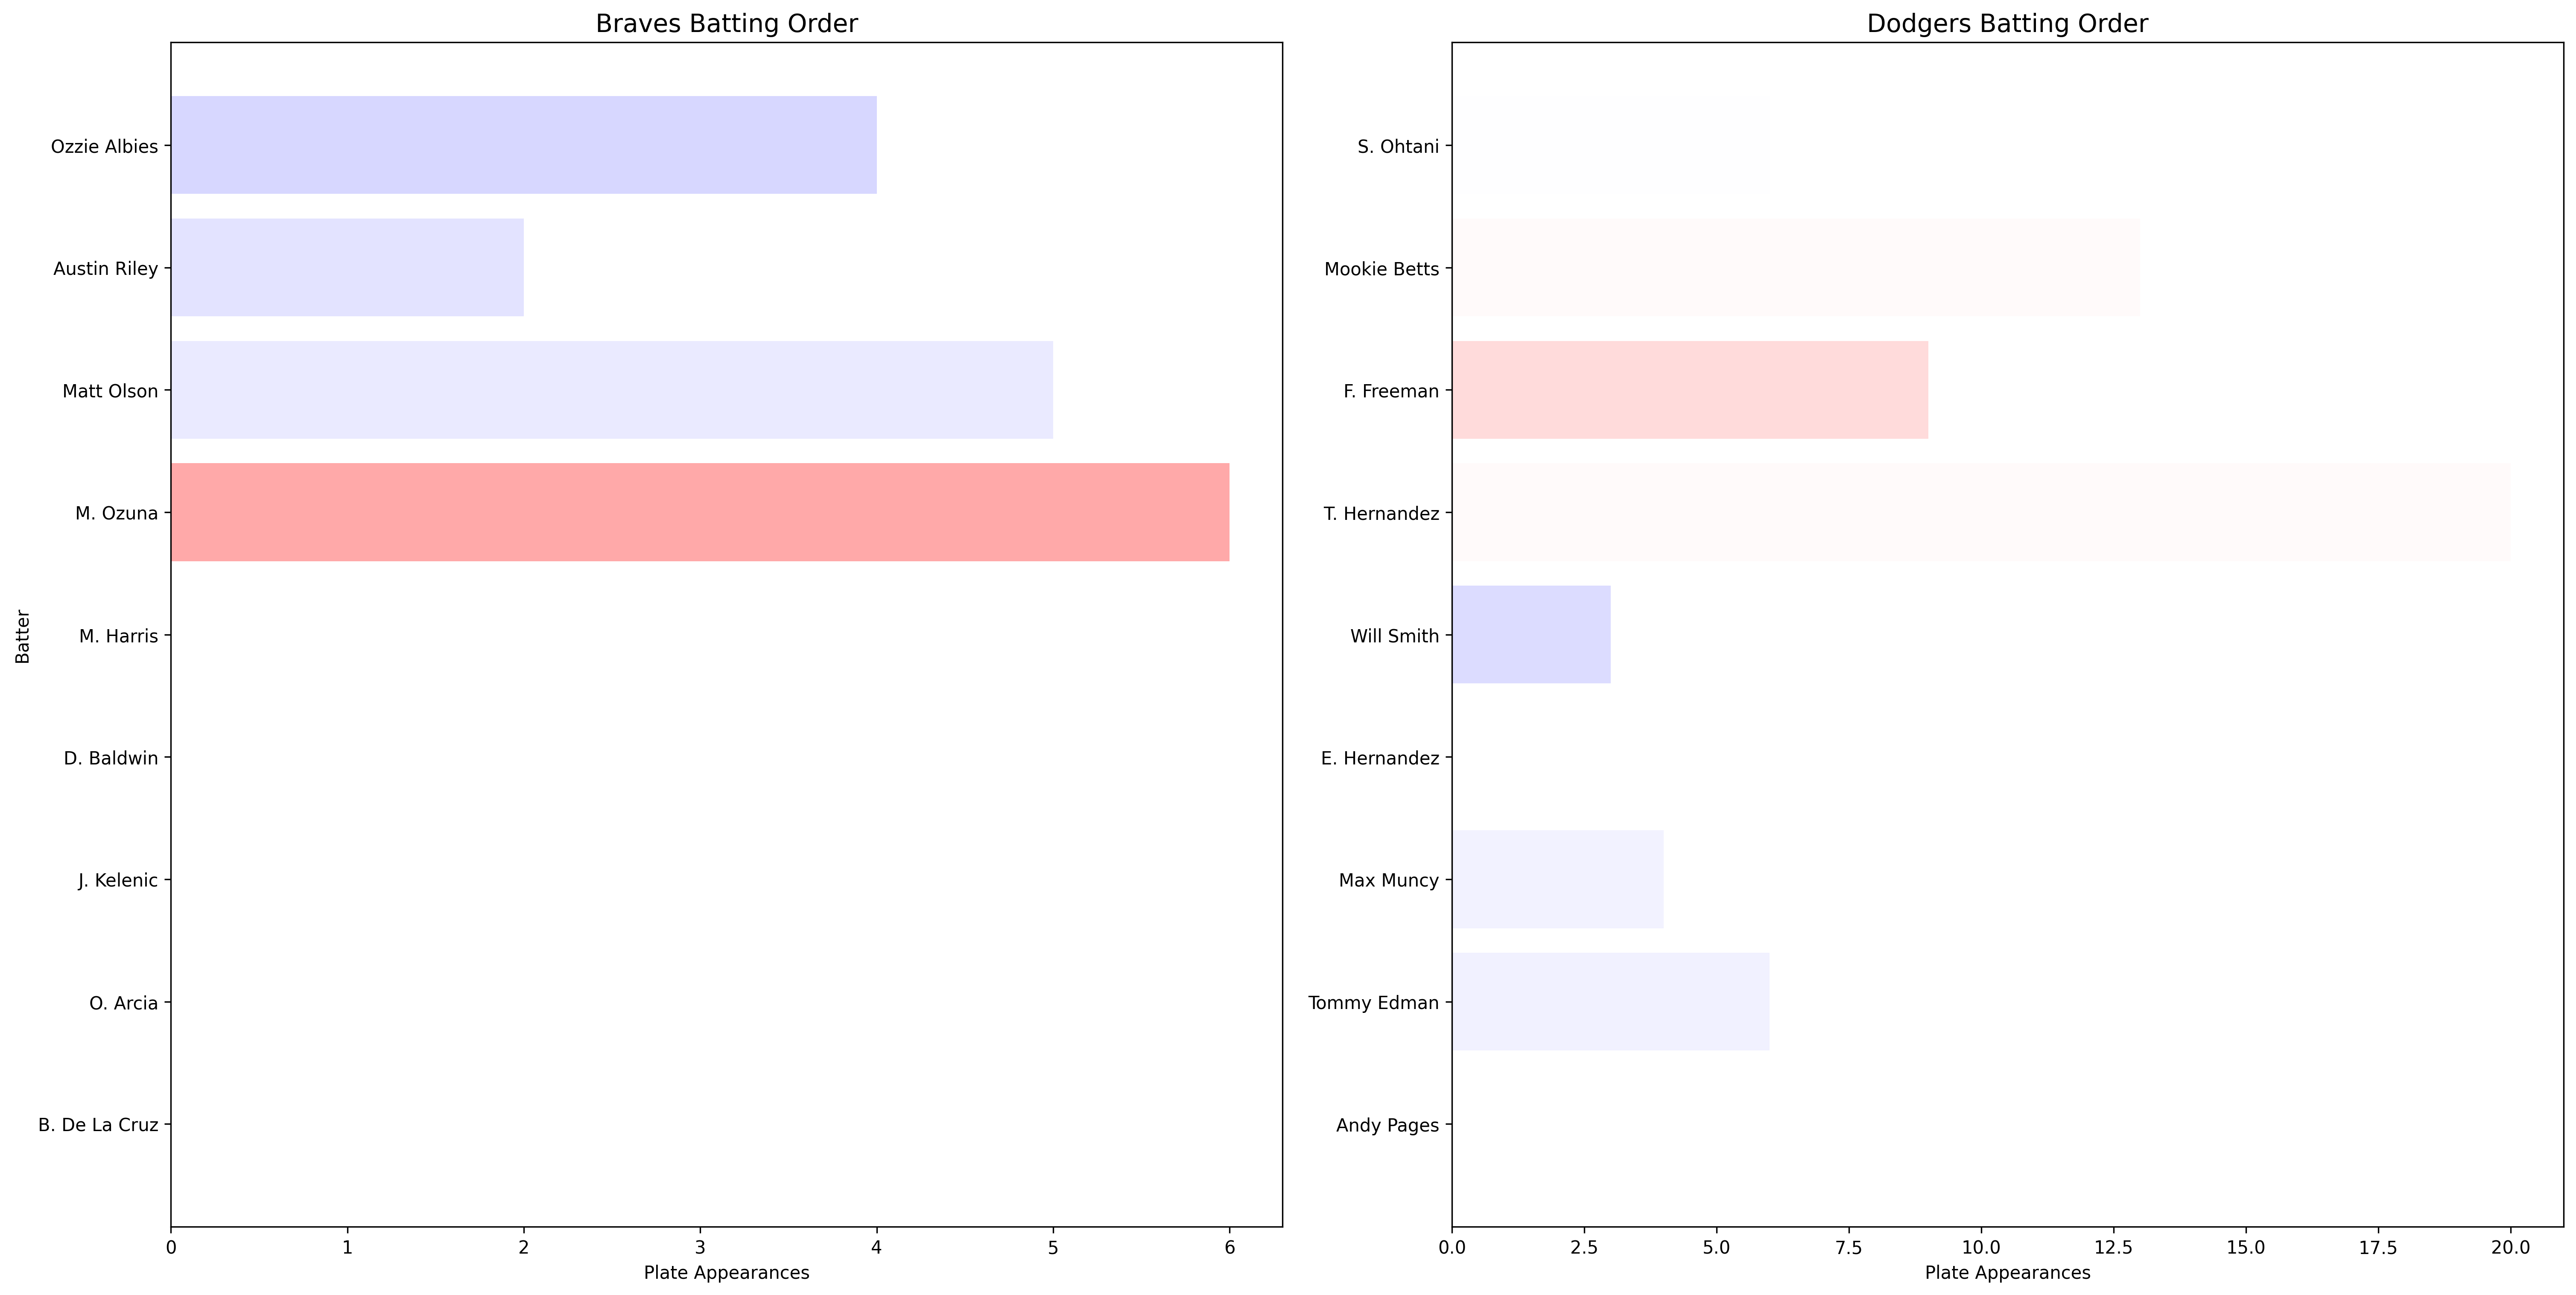 Braves Batting Order
Batter
Ozzie Albies
Austin Riley
Matt Olson
M. Ozuna
M. Harris
D. Baldwin
J. Kelenic
O. Arcia
B. De La Cruz
0 1 2 3 4 5 6
Plate Appearances
Dodgers Batting Order
S. Ohtani
Mookie Betts
F. Freeman
T. Hernandez
Will Smith
E. Hernandez
Max Muncy
Tommy Edman
Andy Pages
0.0 2.5 5.0 7.5 10.0 12.5 15.0 17.5 20.0
Plate Appearances